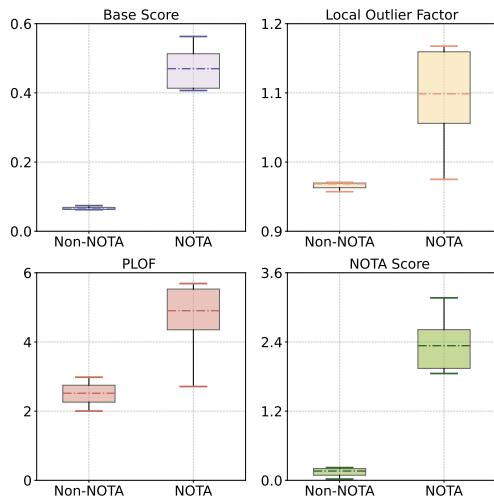 Base Score
0.6
0.4
0.2
0.0
Non-NOTA NOTA
Local Outlier Factor
1.2
1.1
1.0
0.9
Non-NOTA NOTA
PLOF
6
4
2
0
Non-NOTA NOTA
NOTA Score
3.6
2.4
1.2
0.0
Non-NOTA NOTA